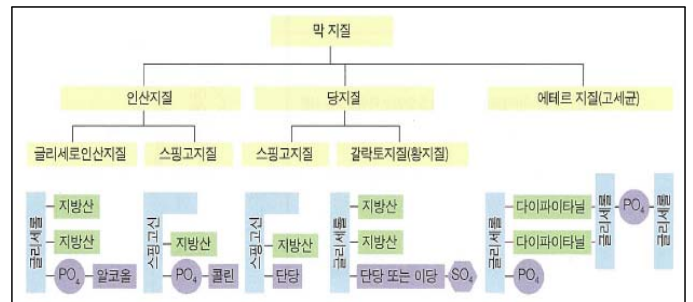 막 지질
인산지질 당지질 에테르 지질(고세균)
글리세로인산지질 스핑고지질 스핑고지질 갈락토지질(황지질)
글리세롤 지방산 지방산 PO₄ 알코올
스핑고신 지방산 PO₄ 콜린
스핑고신 지방산 단당
글리세롤 지방산 지방산 단당 또는 이당 SO₄
글리세롤 다이파이타닐 다이파이타닐 PO₄ 글리세롤 PO₄ 글리세롤